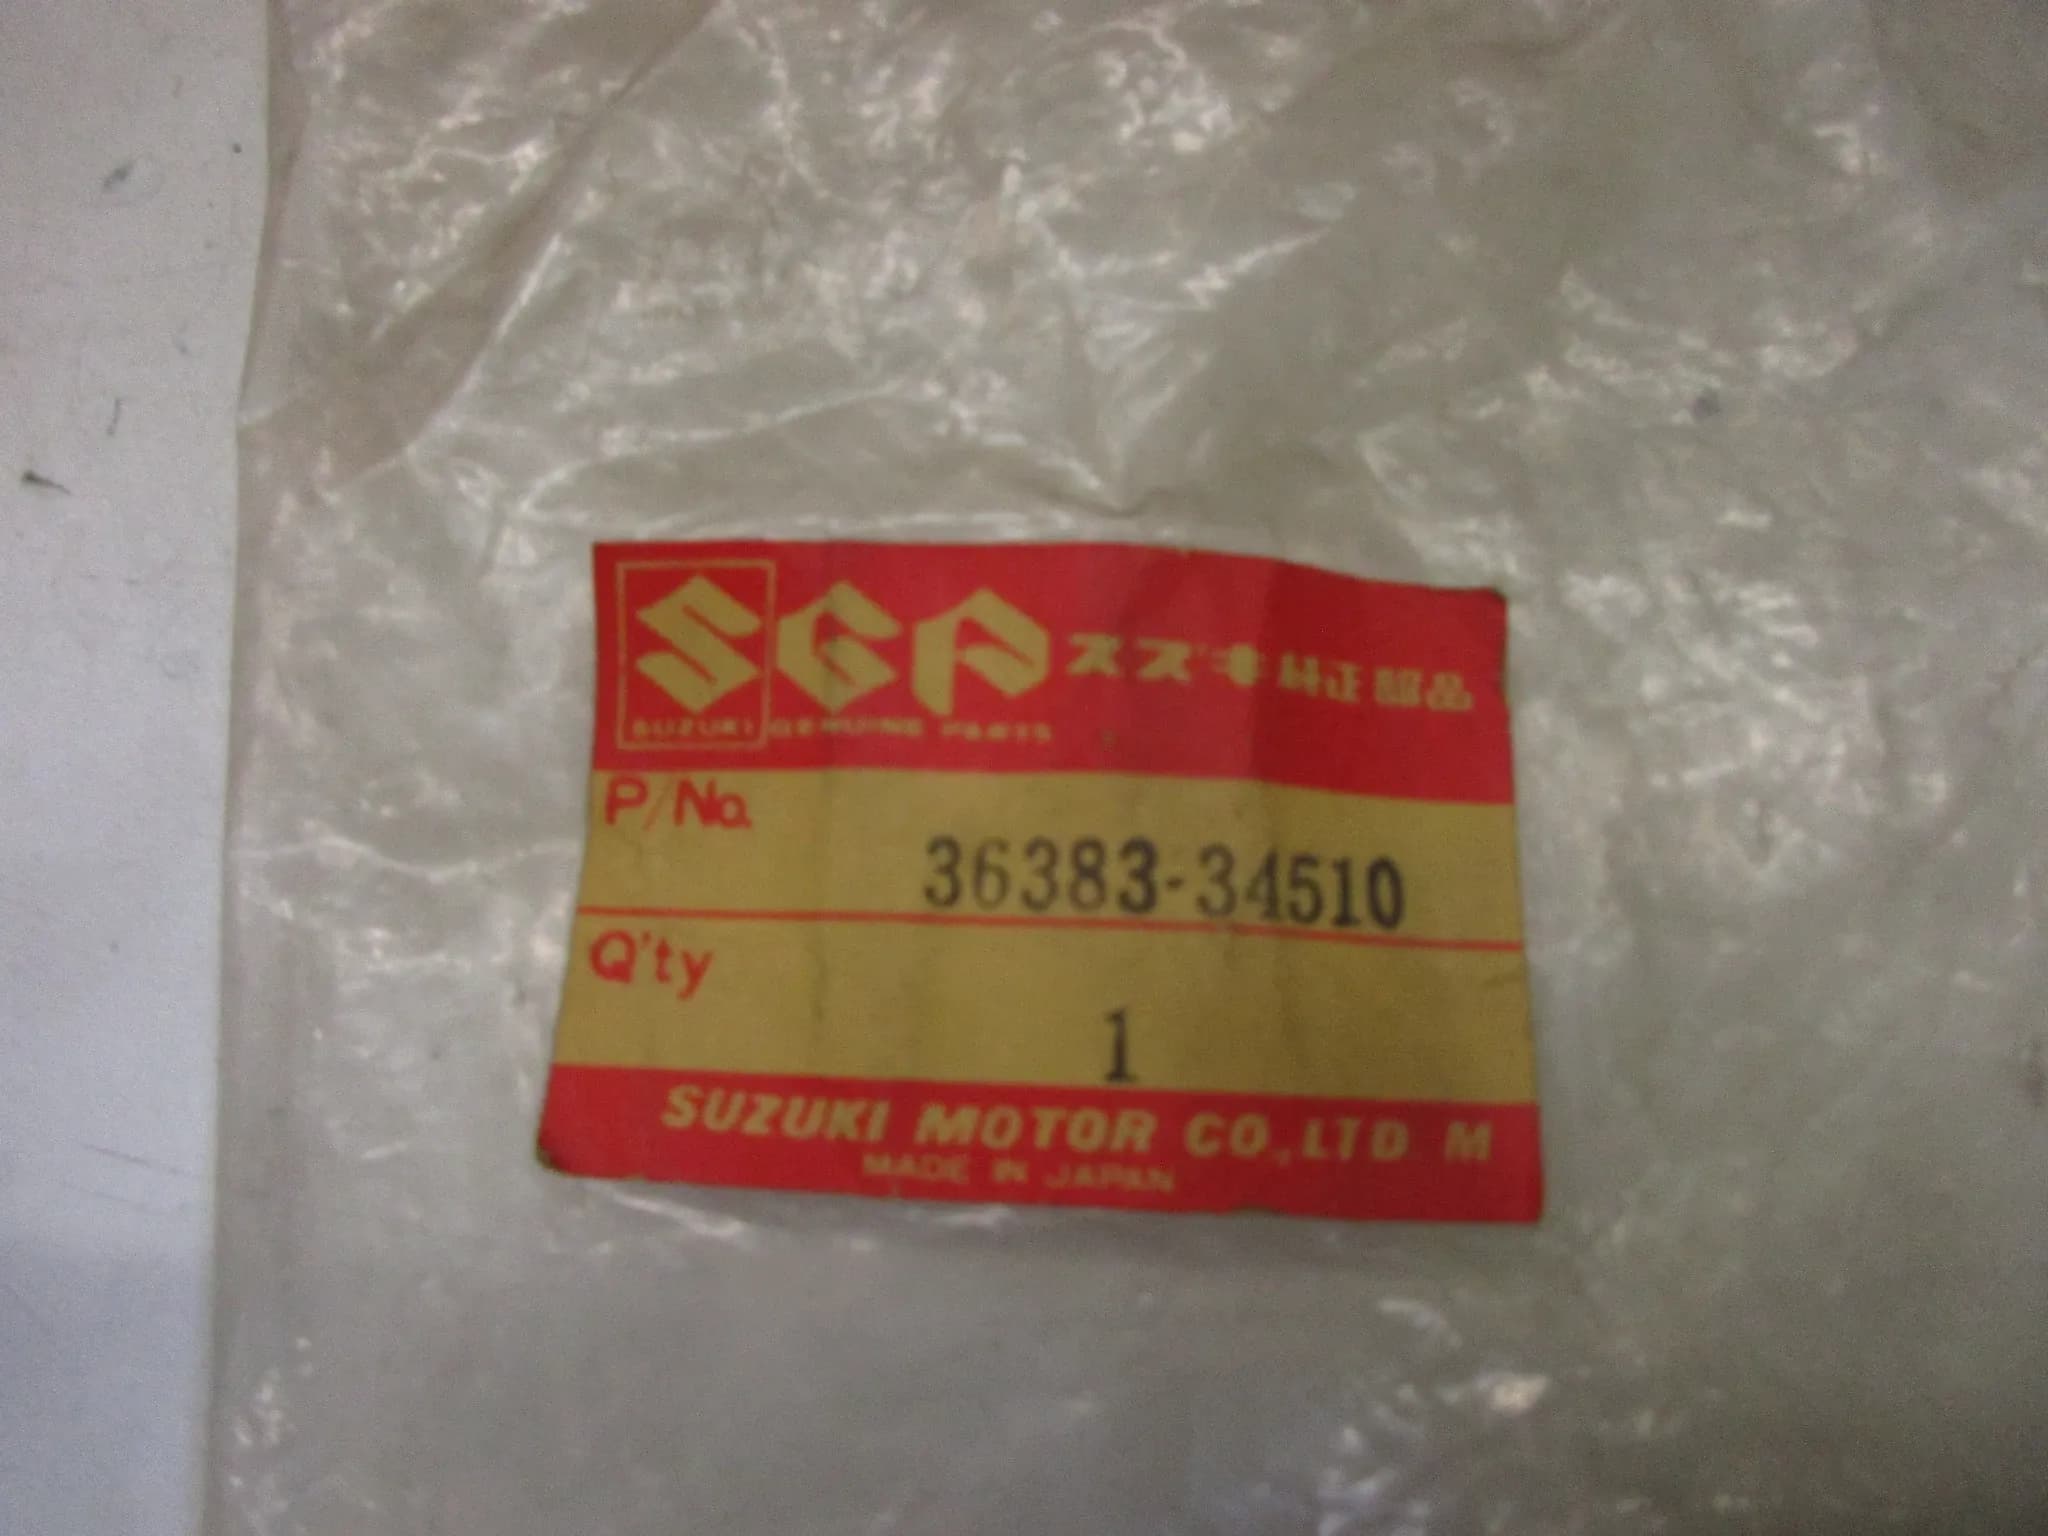 SGP スズキ純正部品
SUZUKI GENUINE PARTS
P/No.
36383-34510
Q'ty
1
SUZUKI MOTOR CO.,LTD. M
MADE IN JAPAN